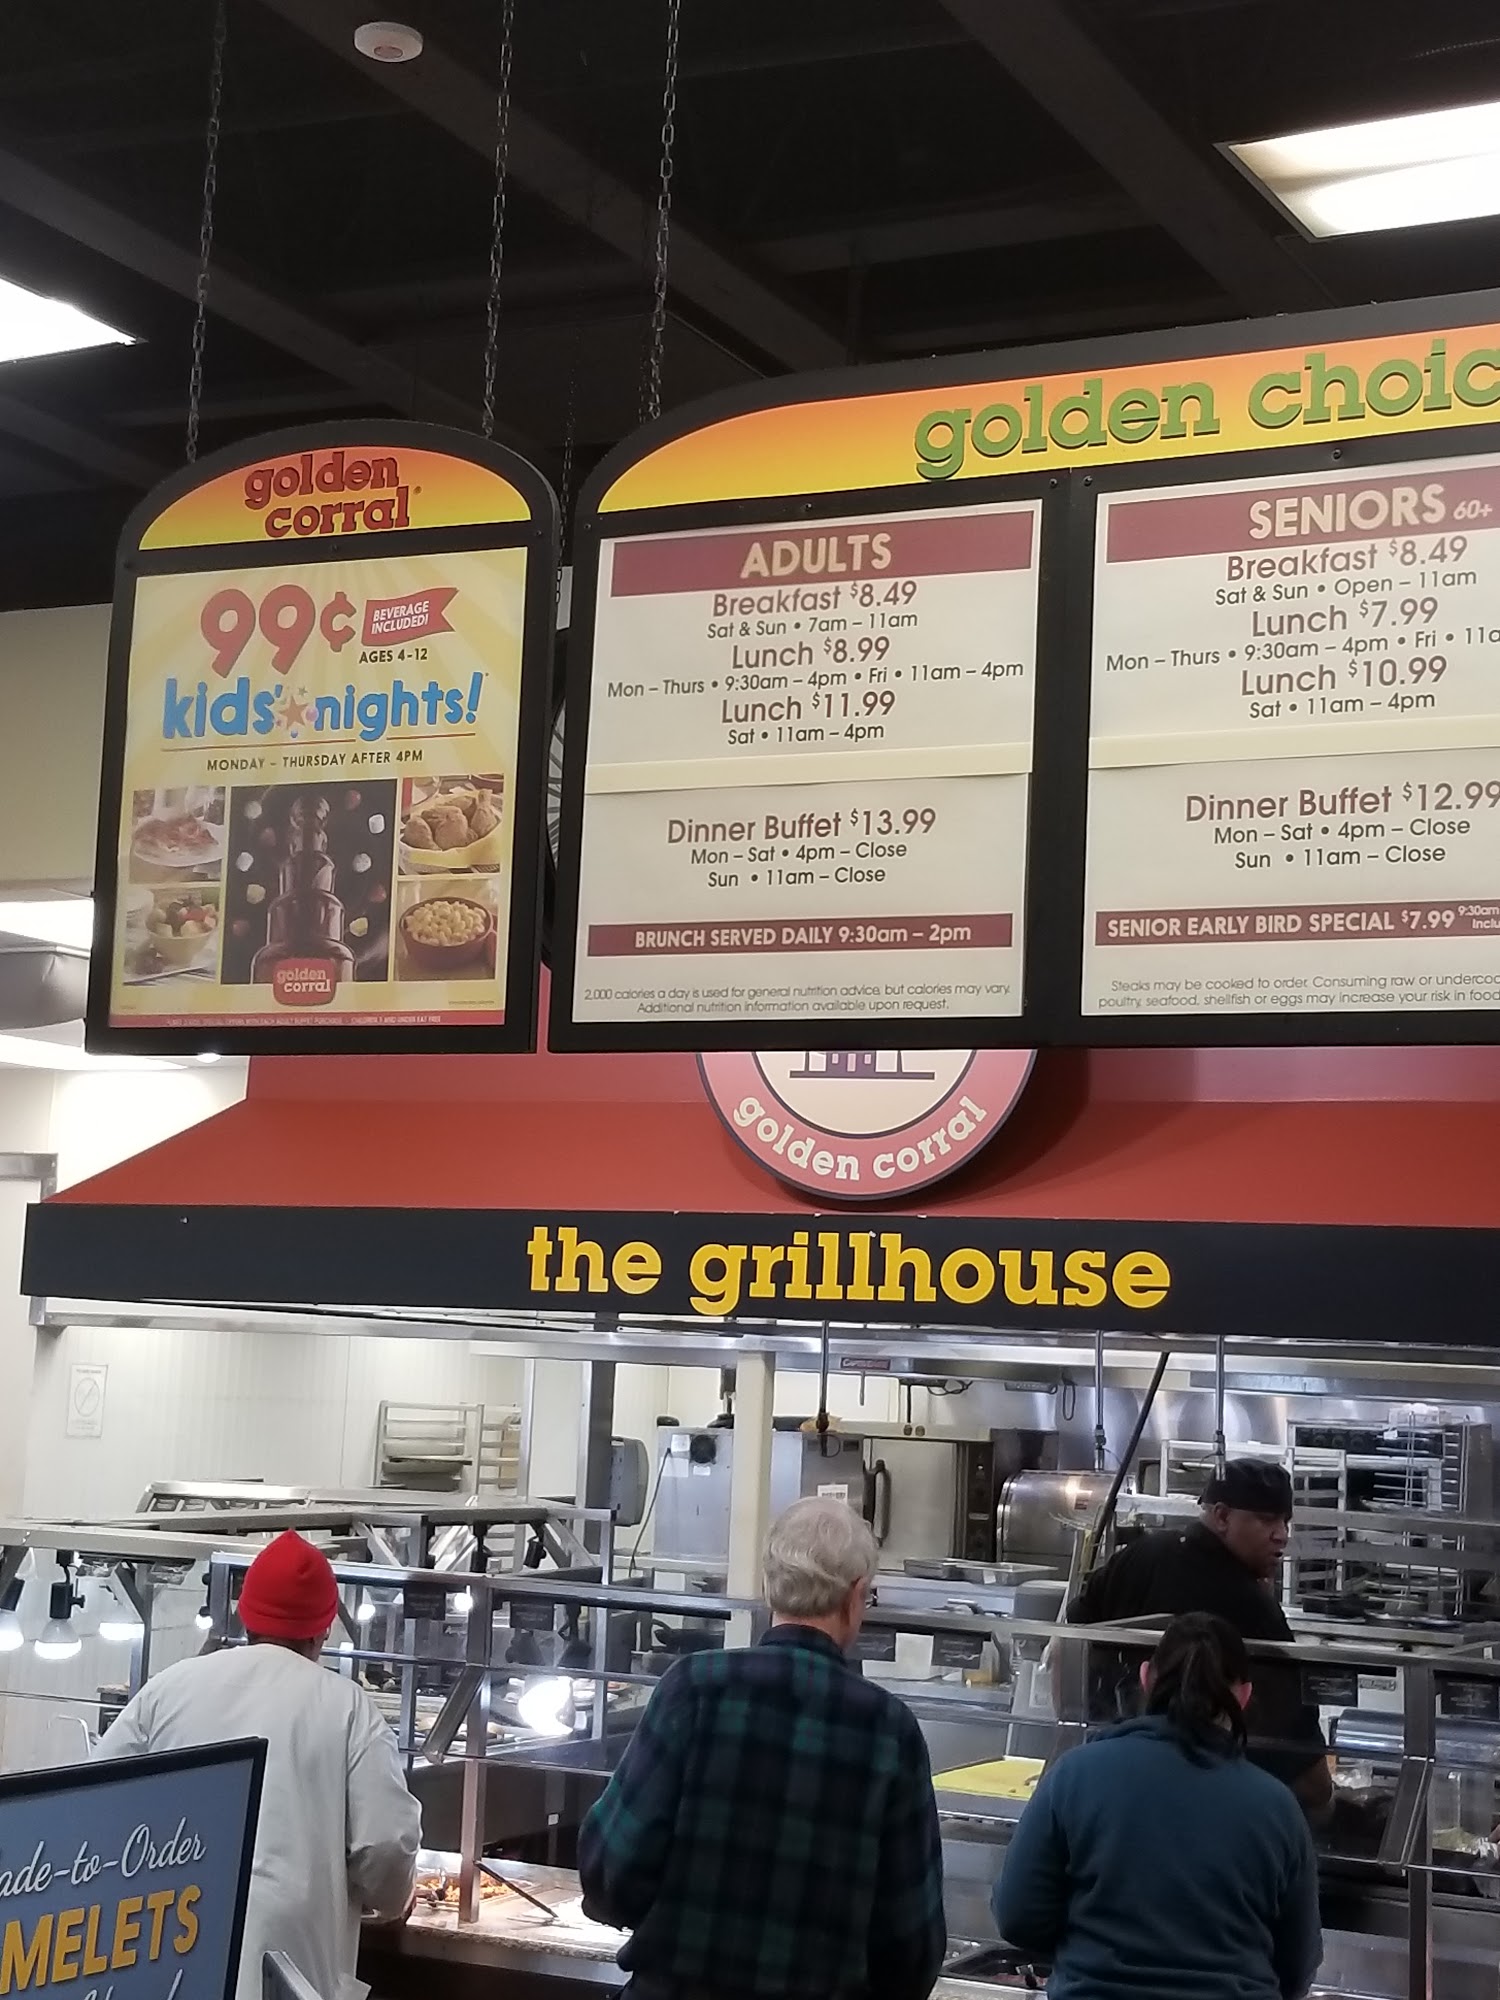 golden
corral
99¢
BEVERAGE
INCLUDED!
AGES 4-12
kids' nights!
MONDAY – THURSDAY AFTER 4PM
golden
corral
golden choic
ADULTS
Breakfast $8.49
Sat & Sun • 7am – 11am
Lunch $8.99
Mon – Thurs • 9:30am – 4pm • Fri • 11am – 4pm
Lunch $11.99
Sat • 11am – 4pm
Dinner Buffet $13.99
Mon – Sat • 4pm – Close
Sun • 11am – Close
BRUNCH SERVED DAILY 9:30am – 2pm
2,000 calories a day is used for general nutrition advice, but calories may vary.
Additional nutrition information available upon request.
SENIORS 60+
Breakfast $8.49
Sat & Sun • Open – 11am
Lunch $7.99
Mon – Thurs • 9:30am – 4pm • Fri • 11a
Lunch $10.99
Sat • 11am – 4pm
Dinner Buffet $12.99
Mon – Sat • 4pm – Close
Sun • 11am – Close
SENIOR EARLY BIRD SPECIAL $7.99 9:30am
Inclu
Steaks may be cooked to order. Consuming raw or undercoo
poultry, seafood, shellfish or eggs may increase your risk in food
golden corral
the grillhouse
ade-to-Order
MELETS